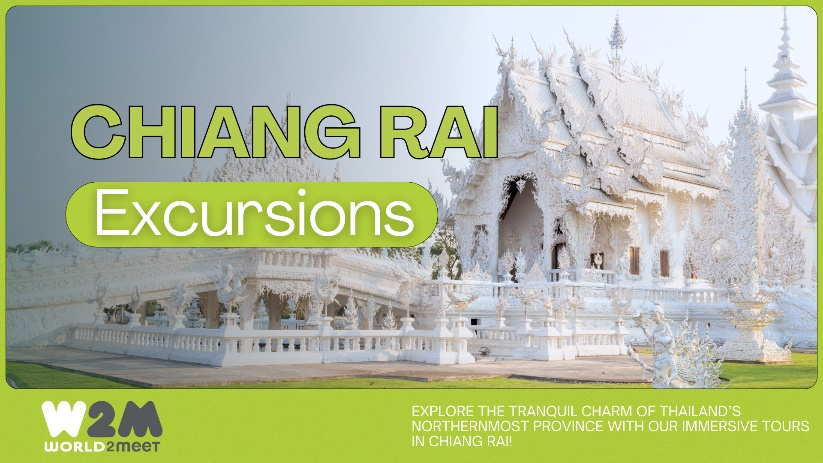 CHIANG RAI
Excursions
W2M
WORLD2MEET
EXPLORE THE TRANQUIL CHARM OF THAILAND'S
NORTHERNMOST PROVINCE WITH OUR IMMERSIVE TOURS
IN CHIANG RAI!